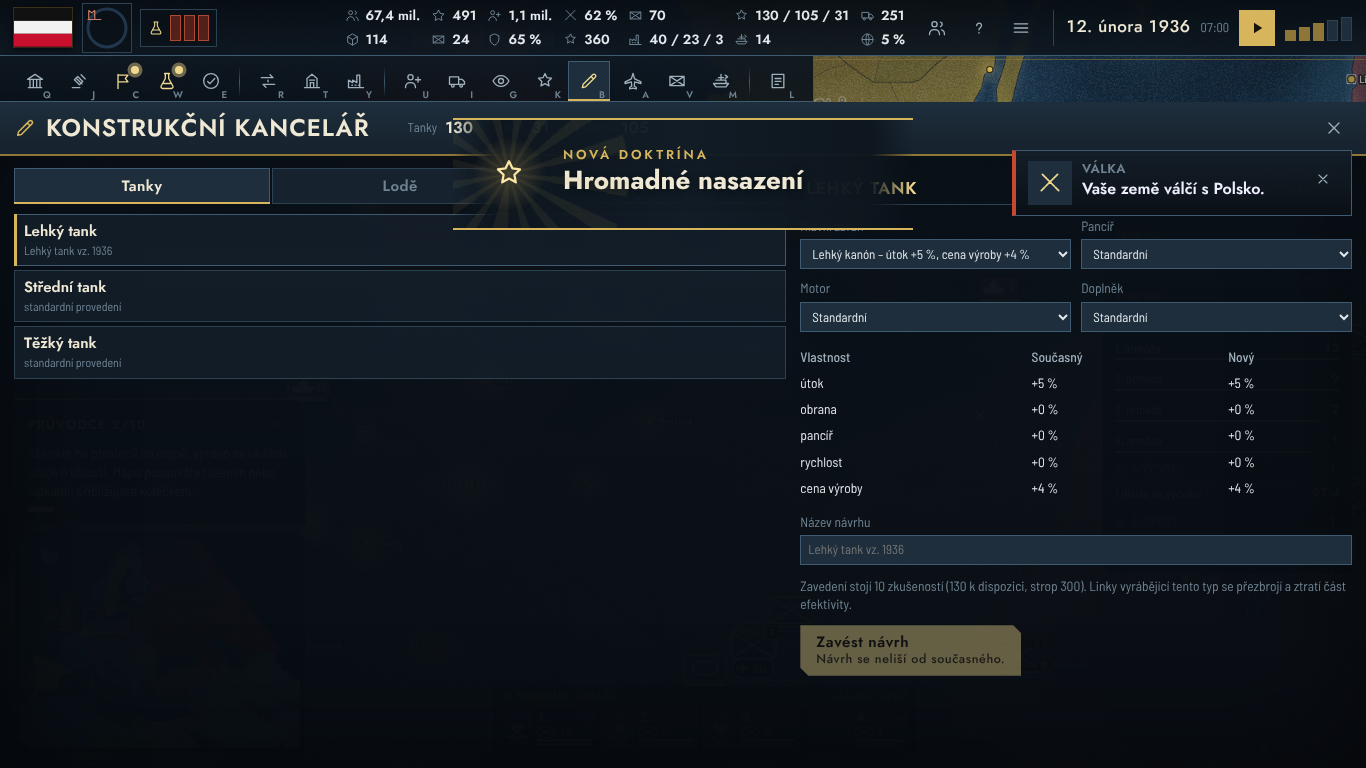 67,4 mil. 491 1,1 mil. 62 % 70 130 / 105 / 31 251
114 24 65 % 360 40 / 23 / 3 14 5 %
? 12. února 1936 07:00
Q J C W E R T Y U I G K B A V M L
KONSTRUKČNÍ KANCELÁŘ
Tanky 130
NOVÁ DOKTRÍNA
Hromadné nasazení
VÁLKA
Vaše země válčí s Polsko.
Tanky
Lodě
LEHKÝ TANK
Lehký tank
Lehký tank vz. 1936
Střední tank
standardní provedení
Těžký tank
standardní provedení
Pancíř
Lehký kanón – útok +5 %, cena výroby +4 %
Standardní
Motor
Doplněk
Standardní
Standardní
Vlastnost Současný Nový
útok +5 % +5 %
obrana +0 % +0 %
pancíř +0 % +0 %
rychlost +0 % +0 %
cena výroby +4 % +4 %
Název návrhu
Lehký tank vz. 1936
Zavedení stojí 10 zkušeností (130 k dispozici, strop 300). Linky vyrábějící tento typ se přezbrojí a ztratí část
efektivity.
Zavést návrh
Návrh se neliší od současného.